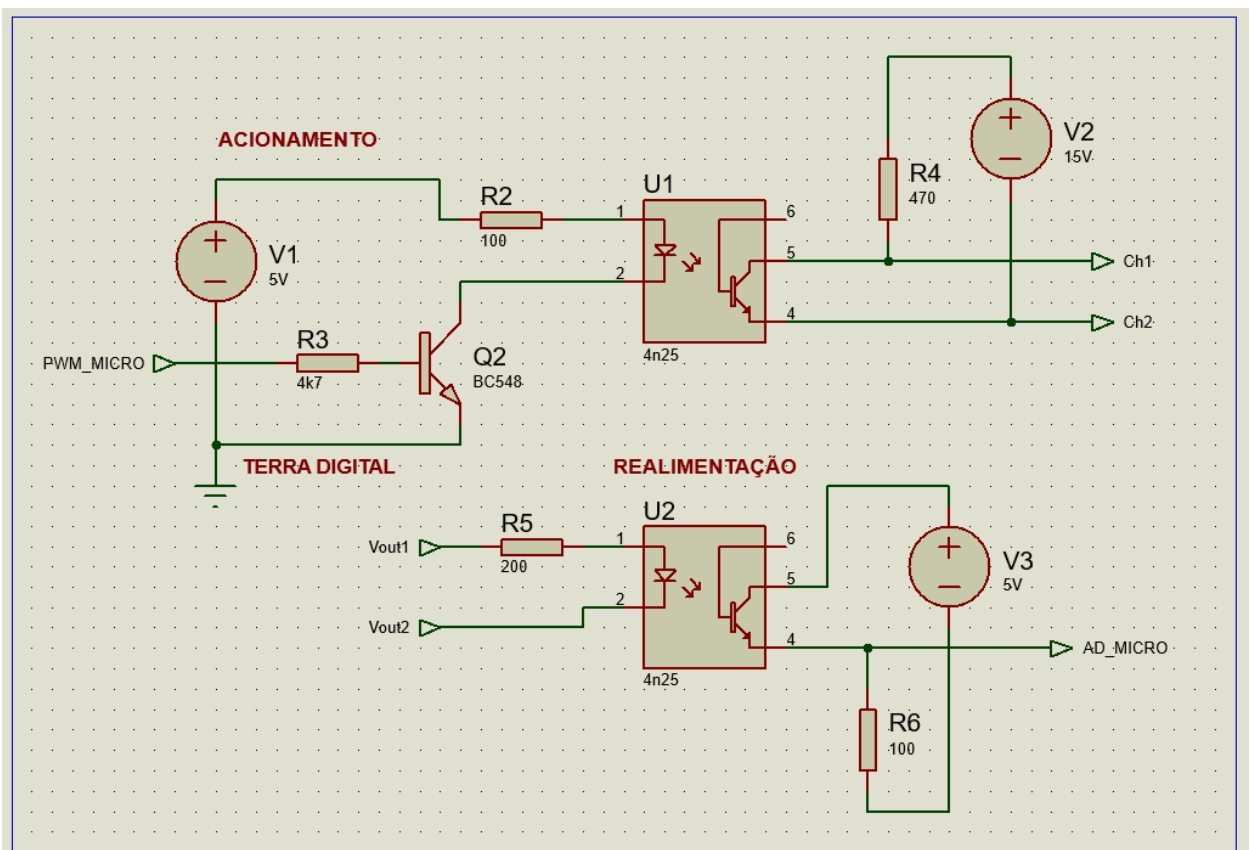 ACIONAMENTO
V1
5V
R2
100
U1
1
2
6
5
4
4n25
R4
470
V2
15V
Ch1
Ch2
PWM_MICRO
R3
4k7
Q2
BC548
TERRA DIGITAL
REALIMENTAÇÃO
Vout1
Vout2
R5
200
U2
1
2
6
5
4
4n25
V3
5V
AD_MICRO
R6
100